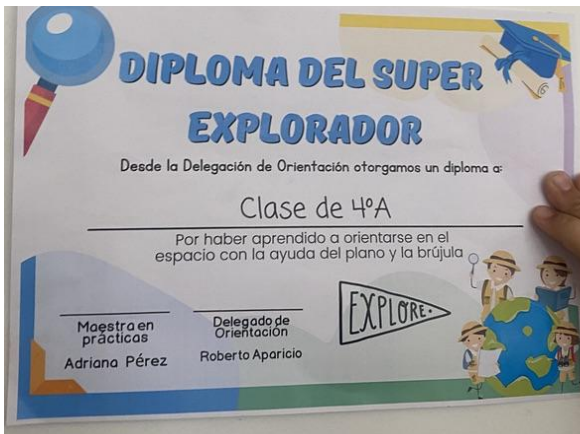 DIPLOMA DEL SUPER
EXPLORADOR
Desde la Delegación de Orientación otorgamos un diploma a:
Clase de 4ºA
Por haber aprendido a orientarse en el
espacio con la ayuda del plano y la brújula
EXPLORE
Maestra en
prácticas
Adriana Pérez
Delegado de
Orientación
Roberto Aparicio